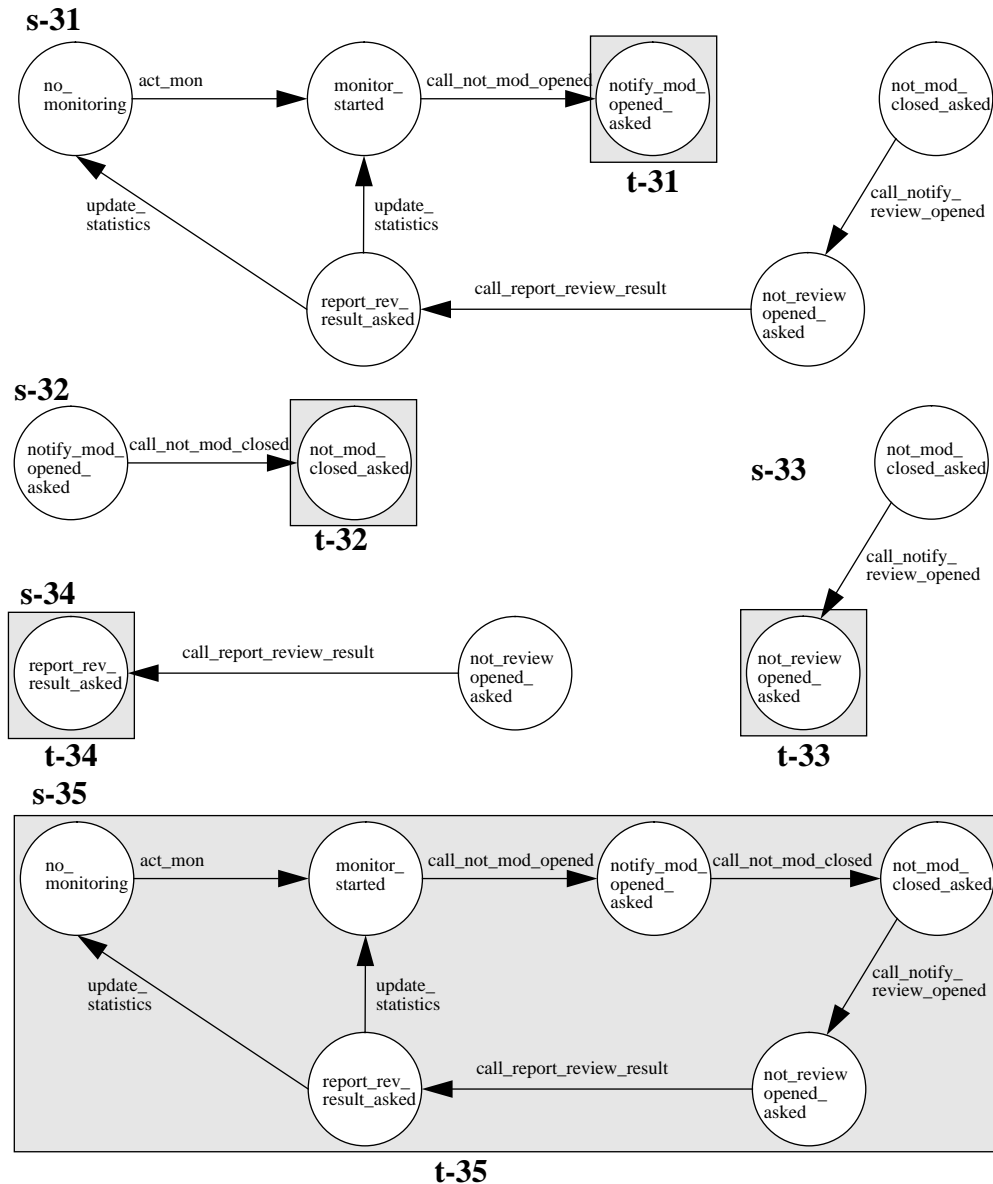 s-31
no_
monitoring
act_mon
monitor_
started
call_not_mod_opened
notify_mod_
opened_
asked
not_mod_
closed_asked
t-31
update_
statistics
update_
statistics
call_notify_
review_opened
report_rev_
result_asked
call_report_review_result
not_review
opened_
asked
s-32
notify_mod_
opened_
asked
call_not_mod_closed
not_mod_
closed_asked
t-32
s-33
not_mod_
closed_asked
call_notify_
review_opened
not_review
opened_
asked
t-33
s-34
report_rev_
result_asked
call_report_review_result
not_review
opened_
asked
t-34
s-35
no_
monitoring
act_mon
monitor_
started
call_not_mod_opened
notify_mod_
opened_
asked
call_not_mod_closed
not_mod_
closed_asked
update_
statistics
update_
statistics
call_notify_
review_opened
report_rev_
result_asked
call_report_review_result
not_review
opened_
asked
t-35